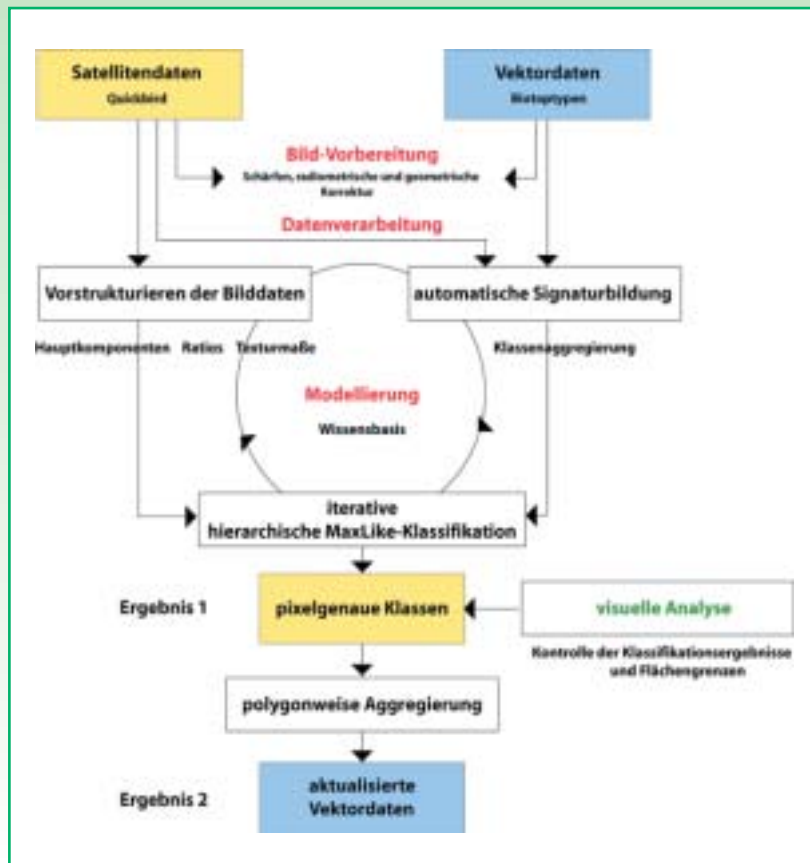 Satellitendaten
Quickbird
Vektordaten
Biotoptypen
Bild-Vorbereitung
Schärfen, radiometrische und geometrische
Korrektur
Datenverarbeitung
Vorstrukturieren der Bilddaten
automatische Signaturbildung
Hauptkomponenten Ratios Texturmaße
Klassenaggregierung
Modellierung
Wissensbasis
iterative
hierarchische MaxLike-Klassifikation
Ergebnis 1
pixelgenaue Klassen
visuelle Analyse
Kontrolle der Klassifikationsergebnisse
und Flächengrenzen
polygonweise Aggregierung
Ergebnis 2
aktualisierte
Vektordaten